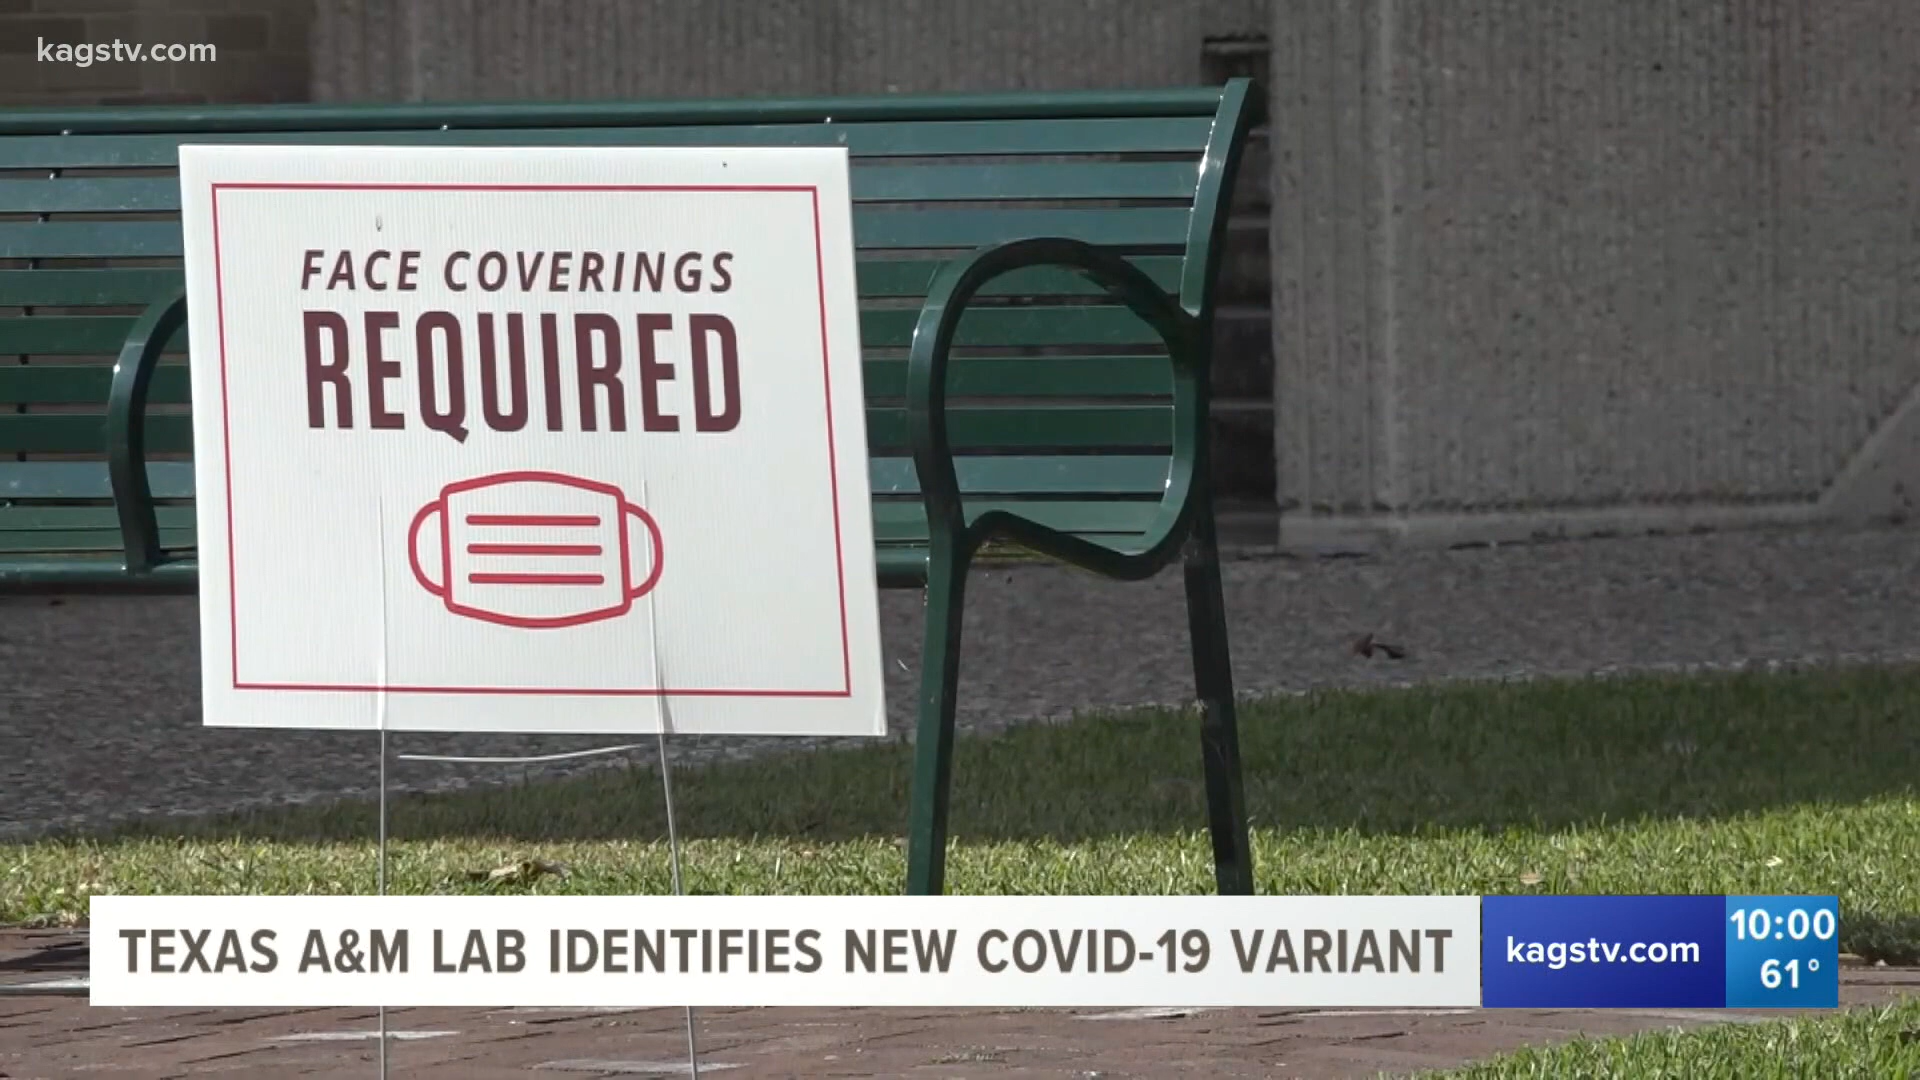 kagstv.com
FACE COVERINGS
REQUIRED
TEXAS A&M LAB IDENTIFIES NEW COVID-19 VARIANT
kagstv.com
10:00
61°